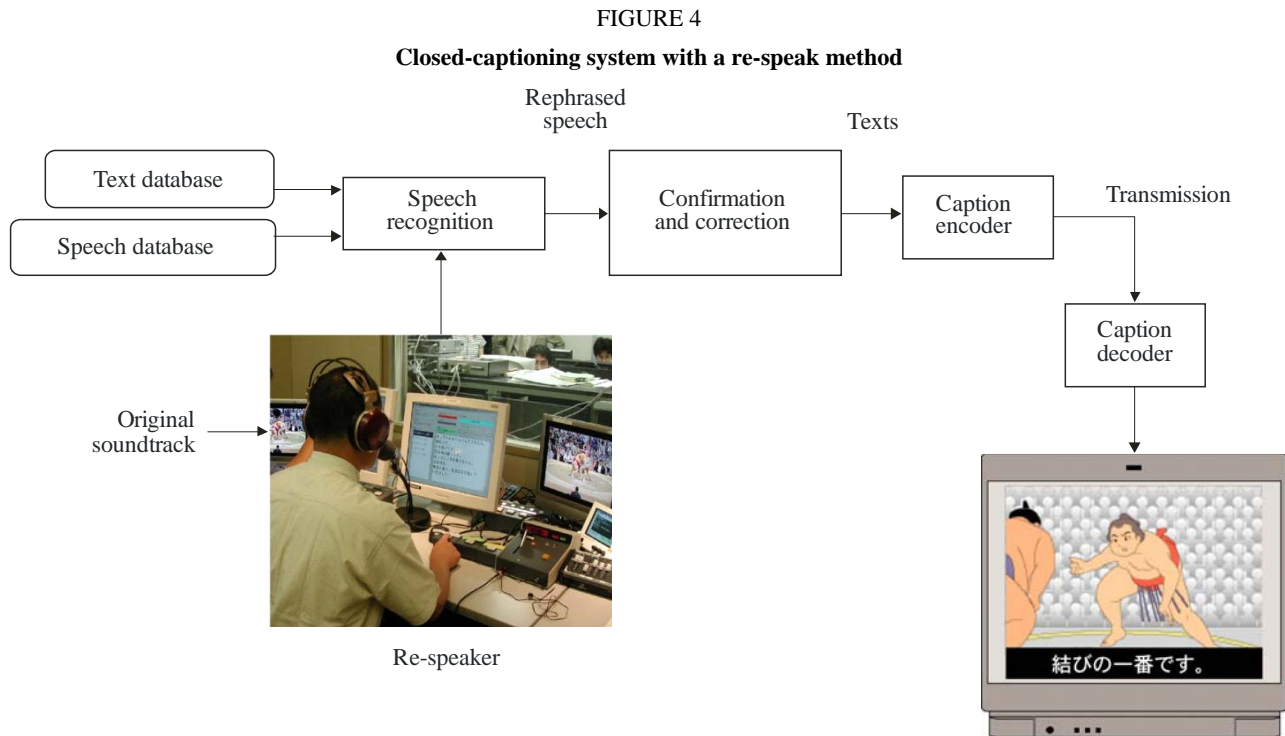 FIGURE 4
Closed-captioning system with a re-speak method
Rephrased
speech
Texts
Text database
Speech database
Speech
recognition
Confirmation
and correction
Caption
encoder
Transmission
Caption
decoder
Original
soundtrack
Re-speaker
結びの一番です。